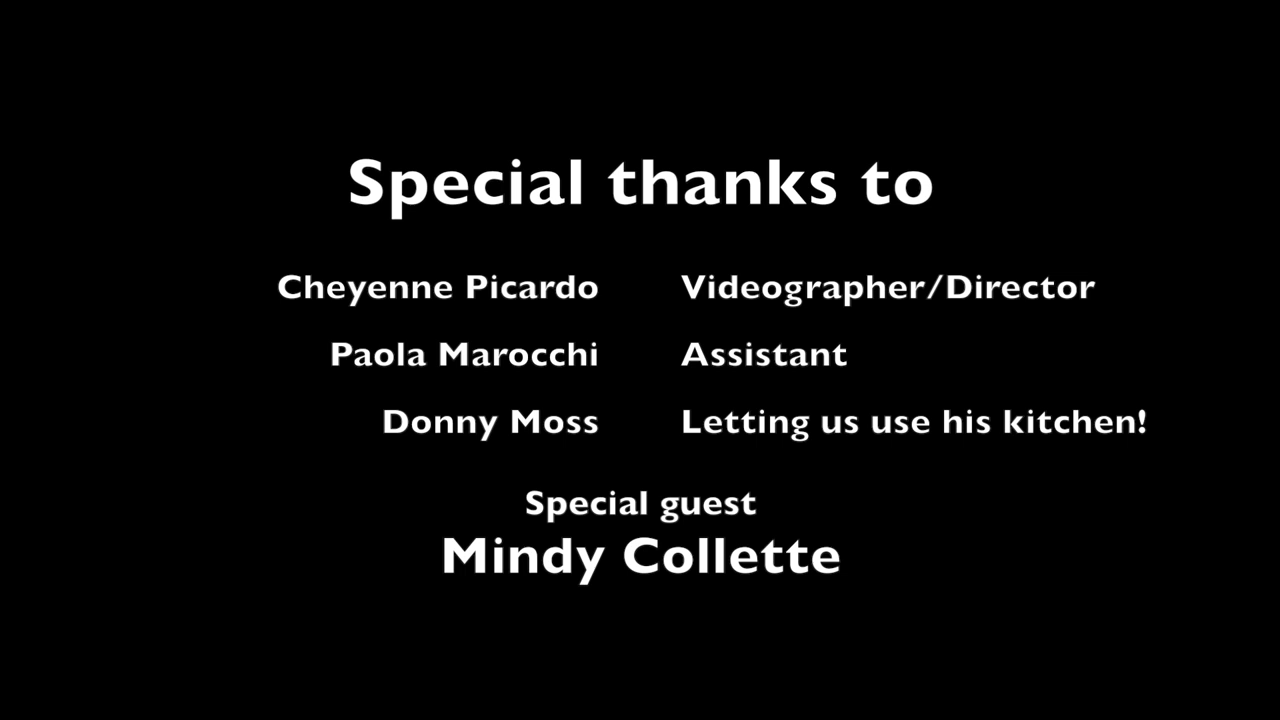 Special thanks to
Cheyenne Picardo Videographer/Director
Paola Marocchi Assistant
Donny Moss Letting us use his kitchen!
Special guest
Mindy Collette